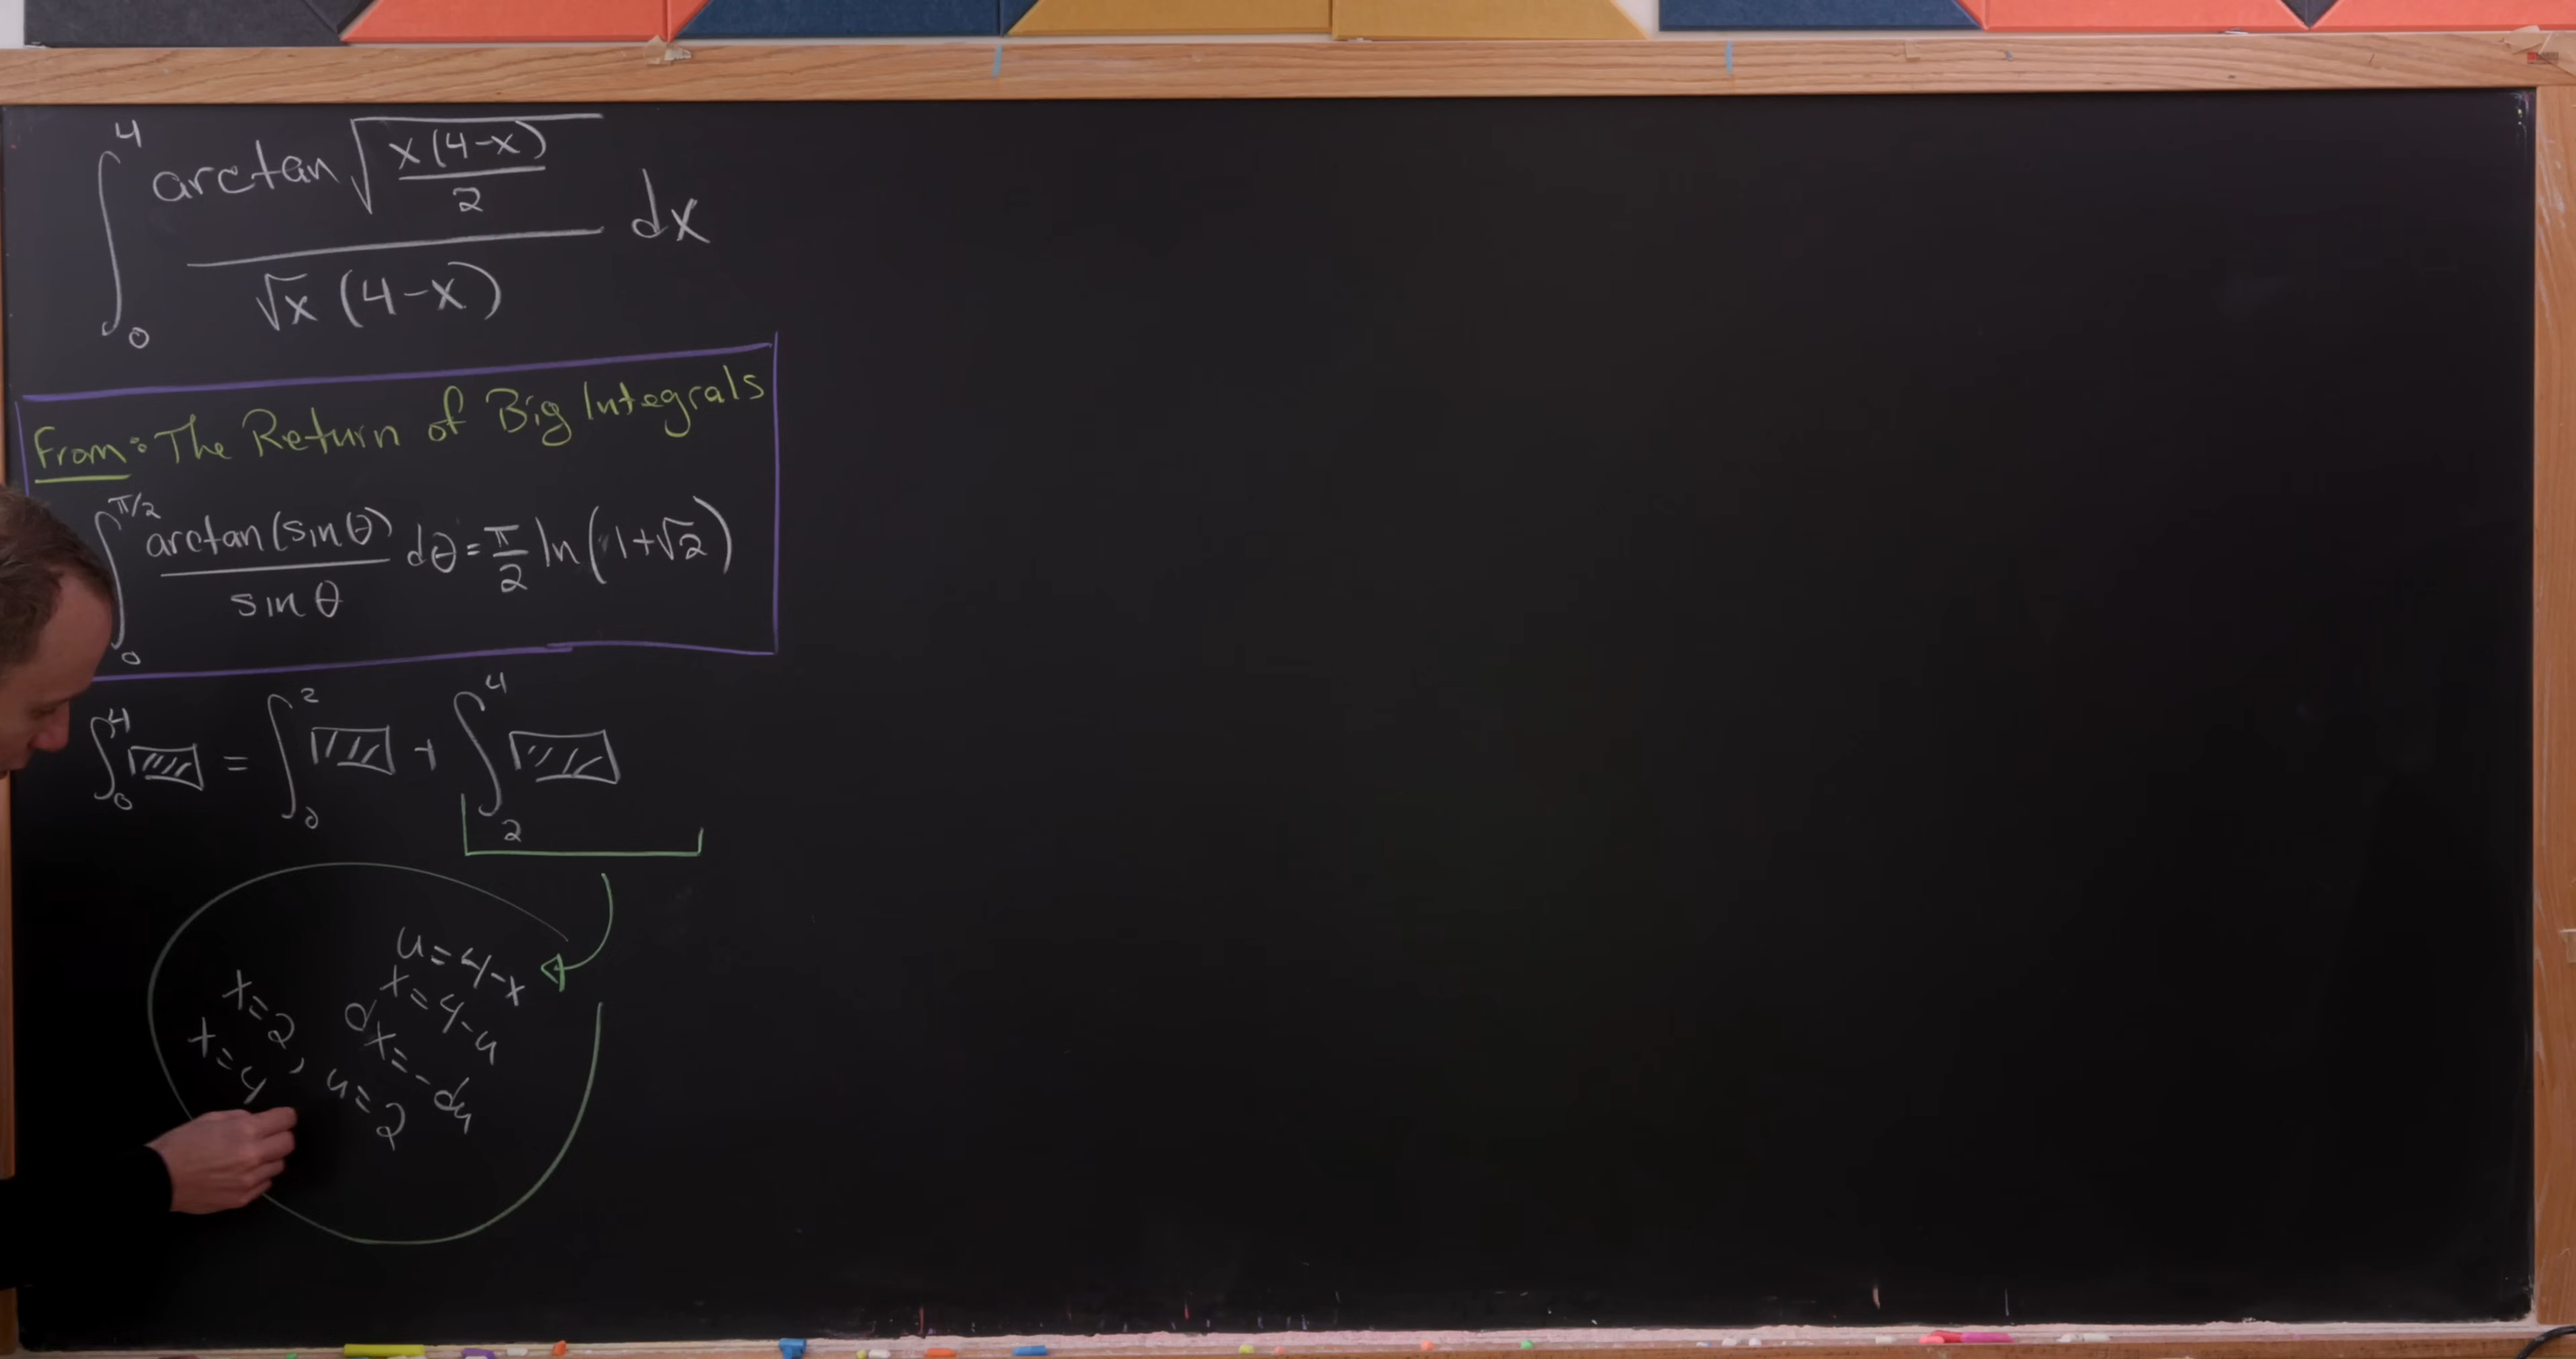 ∫₀⁴ arctan √(x(4-x)/2) / (√x (4-x)) dx
From: The Return of Big Integrals
∫₀^(π/2) arctan(sin θ) / sin θ dθ = π/2 ln(1+√2)
∫₀⁴ = ∫₀² + ∫₂⁴
u=4-x
x=4-u
dx=-du
x=2, u=2
x=4